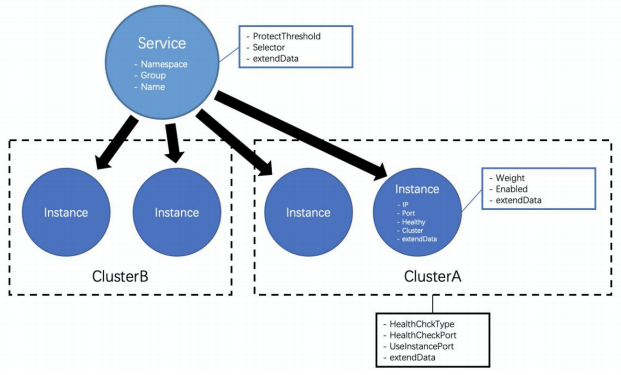 Service
- Namespace
- Group
- Name
- ProtectThreshold
- Selector
- extendData
Instance
Instance
ClusterB
Instance
Instance
- IP
- Port
- Healthy
- Cluster
- extendData
- Weight
- Enabled
- extendData
ClusterA
- HealthChckType
- HealthCheckPort
- UseInstancePort
- extendData